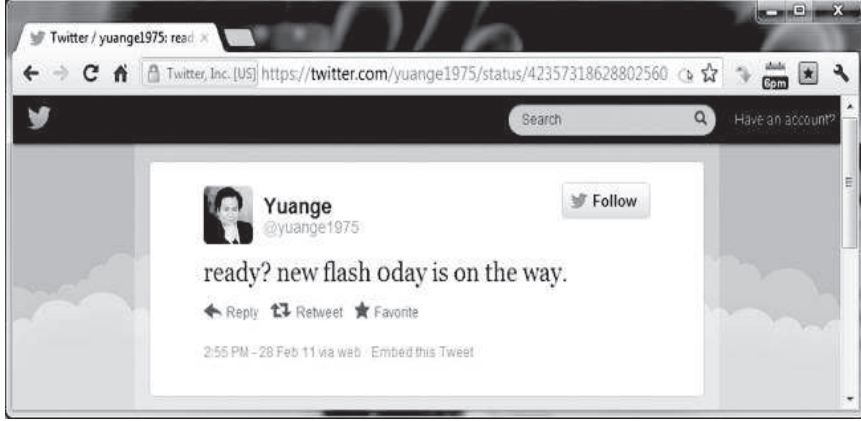 Twitter / yuange1975: read
Twitter, Inc. [US] https://twitter.com/yuange1975/status/42357318628802560
6pm
Search
Have an account?
Yuange
@yuange1975
Follow
ready? new flash 0day is on the way.
Reply Retweet Favorite
2:55 PM - 28 Feb 11 via web · Embed this Tweet